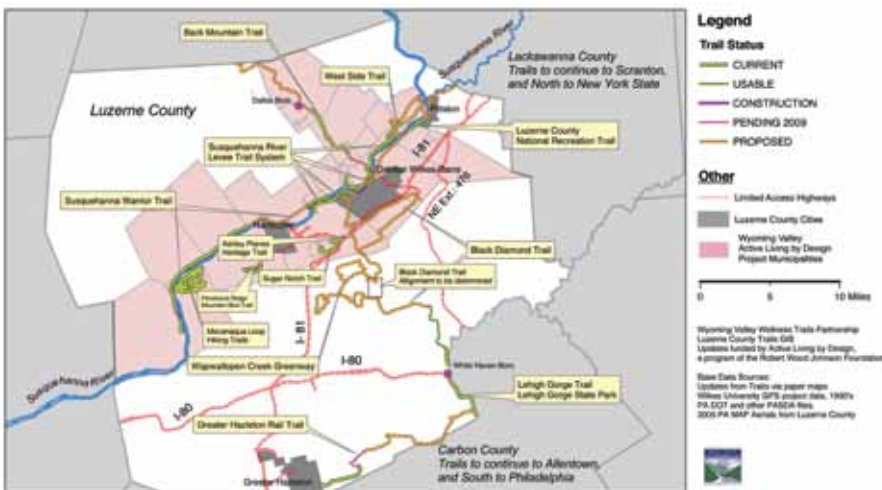 Back Mountain Trail
West Side Trail
Susquehanna River
Lackawanna County
Trails to continue to Scranton,
and North to New York State
Luzerne County
Dallas Boro
Pittston
Susquehanna River
Levee Trail System
Luzerne County
National Recreation Trail
I-81
Greater Wilkes-Barre
NE Ext. 476
Susquehanna Warrior Trail
Nanticoke
Ashley Planes
Heritage Trail
Black Diamond Trail
Sugar Notch Trail
Black Diamond Trail
Alignment to be determined
Mountain Bike Trail
Mocanaqua Loop
Hiking Trails
I-81
Wapwallopen Creek Greenway
I-80
White Haven Boro
Susquehanna River
Lehigh Gorge Trail
Lehigh Gorge State Park
I-80
Greater Hazleton Rail Trail
Carbon County
Trails to continue to Allentown,
and South to Philadelphia
Greater Hazleton
Legend
Trail Status
CURRENT
USABLE
CONSTRUCTION
PENDING 2009
PROPOSED
Other
Limited Access Highways
Luzerne County Cities
Wyoming Valley
Active Living by Design
Project Municipalities
0 5 10 Miles
Wyoming Valley Wellness Trails Partnership
Luzerne County Trails GIS
Updates funded by Active Living by Design,
a program of the Robert Wood Johnson Foundation
Base Data Sources:
Updates from Trails via paper maps
Wilkes University GPS project data, 1990's
PA DOT and other PASDA files.
2005 PA MAP Aerials from Luzerne County